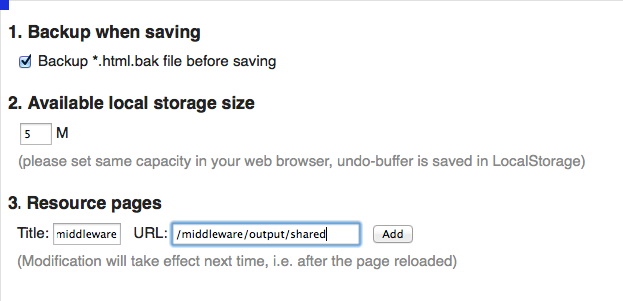 1. Backup when saving
Backup *.html.bak file before saving
2. Available local storage size
5 M
(please set same capacity in your web browser, undo-buffer is saved in LocalStorage)
3. Resource pages
Title: middleware URL: /middleware/output/shared Add
(Modification will take effect next time, i.e. after the page reloaded)